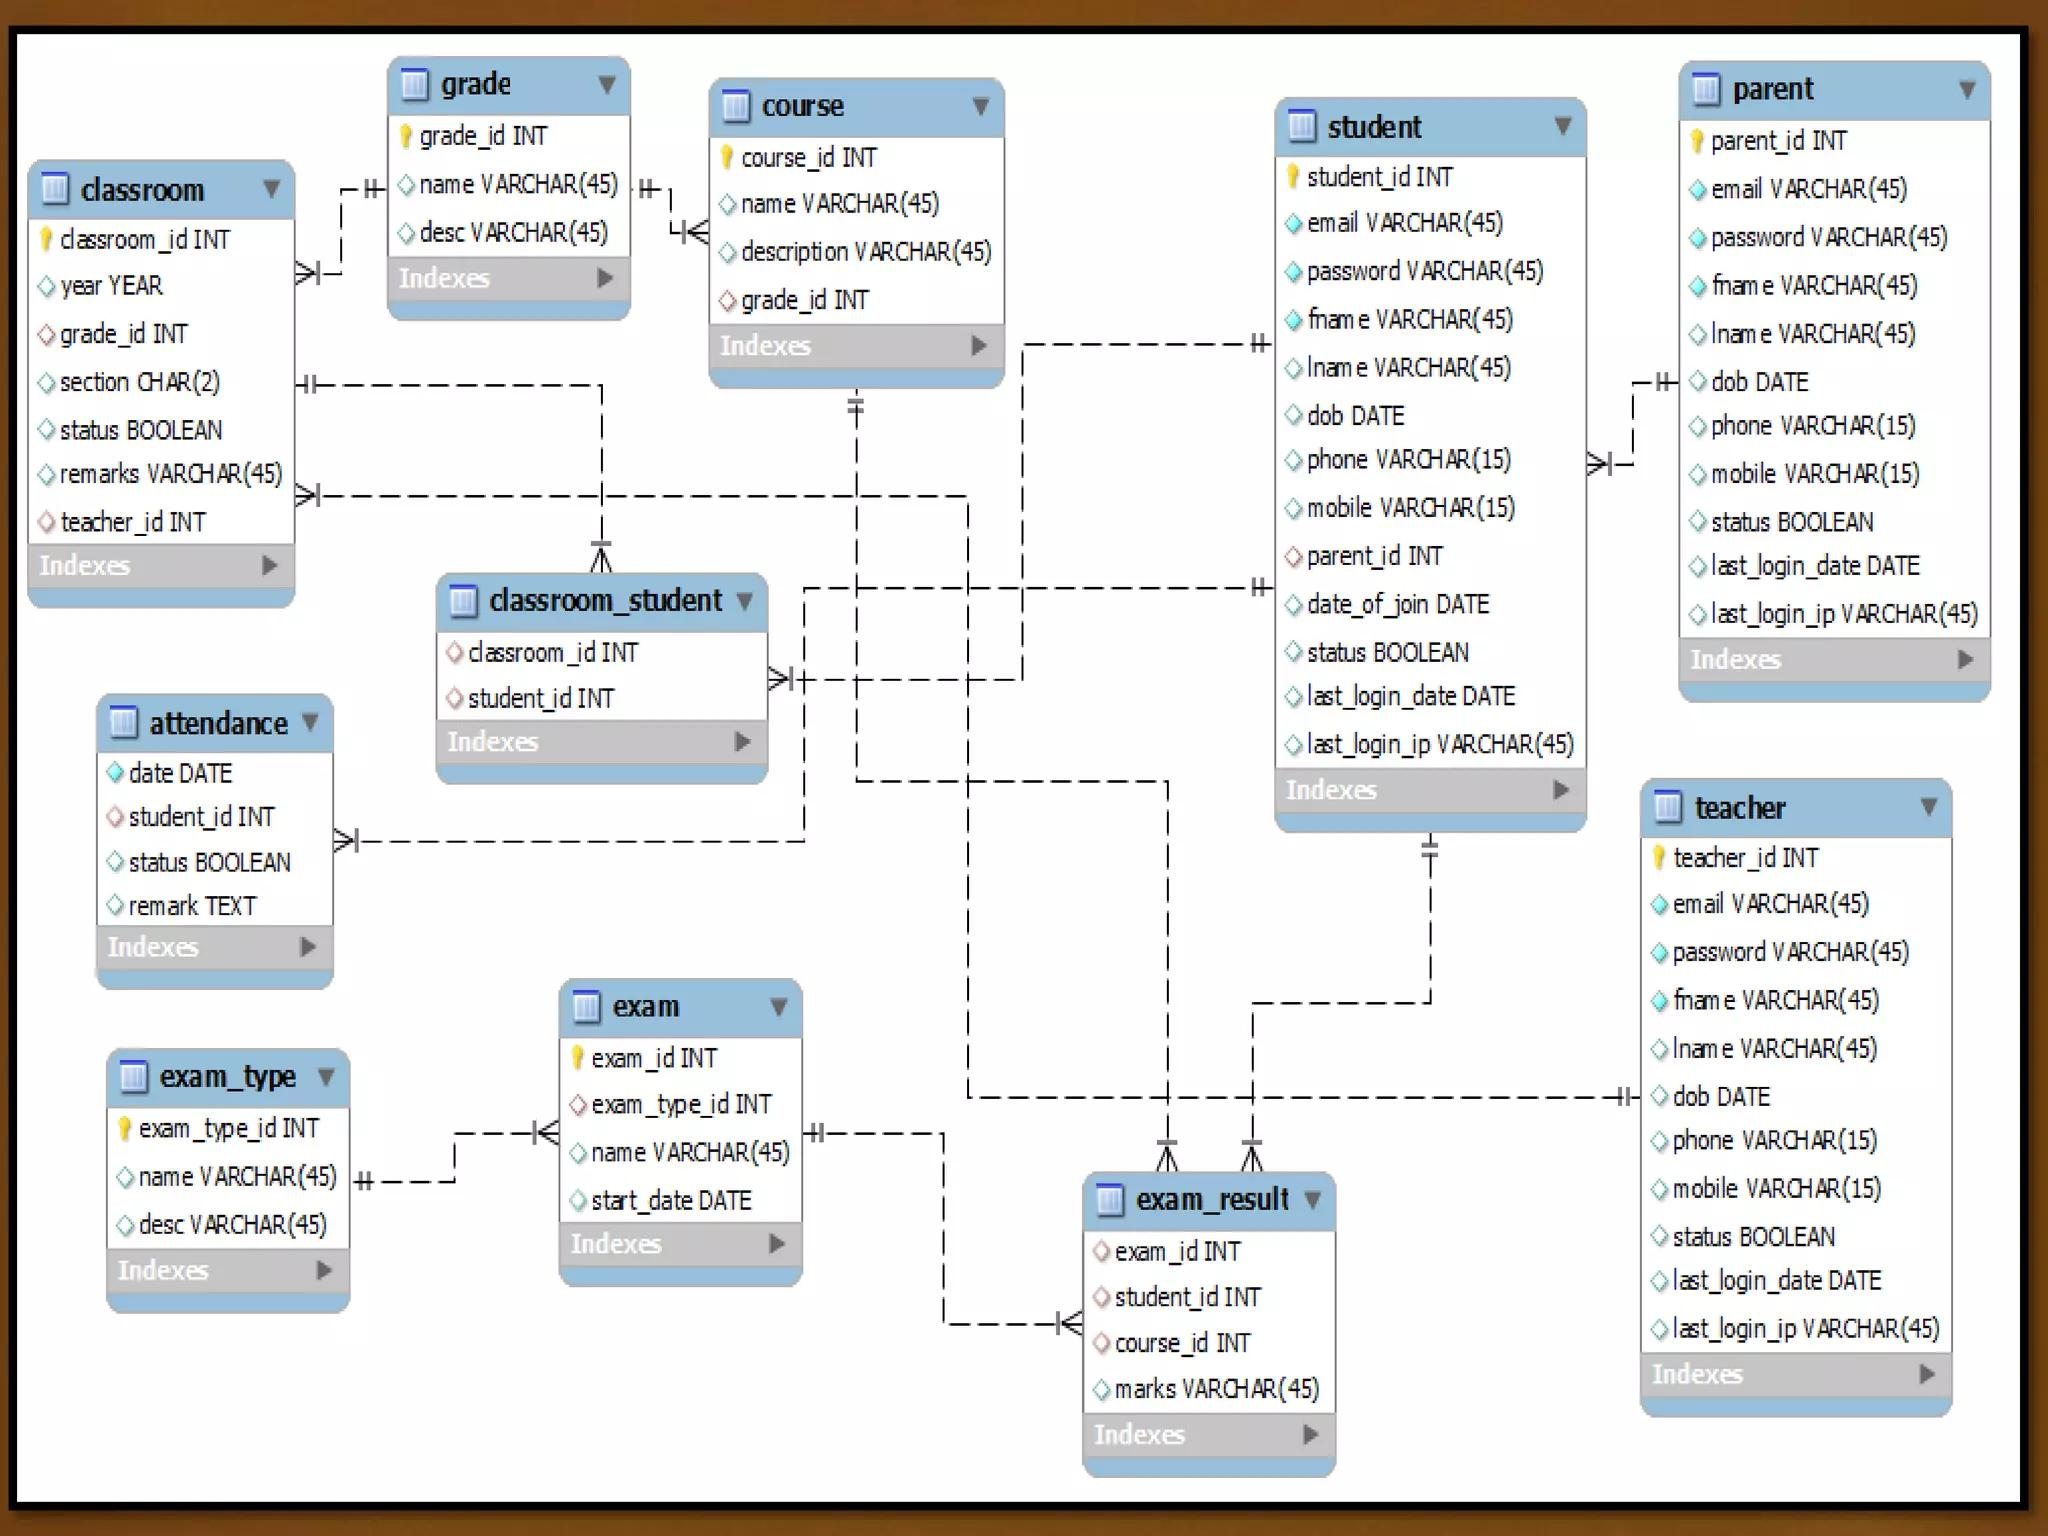 grade
grade_id INT
name VARCHAR(45)
desc VARCHAR(45)
Indexes
course
course_id INT
name VARCHAR(45)
description VARCHAR(45)
grade_id INT
Indexes
student
student_id INT
email VARCHAR(45)
password VARCHAR(45)
fname VARCHAR(45)
lname VARCHAR(45)
dob DATE
phone VARCHAR(15)
mobile VARCHAR(15)
parent_id INT
date_of_join DATE
status BOOLEAN
last_login_date DATE
last_login_ip VARCHAR(45)
Indexes
parent
parent_id INT
email VARCHAR(45)
password VARCHAR(45)
fname VARCHAR(45)
lname VARCHAR(45)
dob DATE
phone VARCHAR(15)
mobile VARCHAR(15)
status BOOLEAN
last_login_date DATE
last_login_ip VARCHAR(45)
Indexes
classroom
classroom_id INT
year YEAR
grade_id INT
section CHAR(2)
status BOOLEAN
remarks VARCHAR(45)
teacher_id INT
Indexes
classroom_student
classroom_id INT
student_id INT
Indexes
attendance
date DATE
student_id INT
status BOOLEAN
remark TEXT
Indexes
teacher
teacher_id INT
email VARCHAR(45)
password VARCHAR(45)
fname VARCHAR(45)
lname VARCHAR(45)
dob DATE
phone VARCHAR(15)
mobile VARCHAR(15)
status BOOLEAN
last_login_date DATE
last_login_ip VARCHAR(45)
Indexes
exam_type
exam_type_id INT
name VARCHAR(45)
desc VARCHAR(45)
Indexes
exam
exam_id INT
exam_type_id INT
name VARCHAR(45)
start_date DATE
Indexes
exam_result
exam_id INT
student_id INT
course_id INT
marks VARCHAR(45)
Indexes